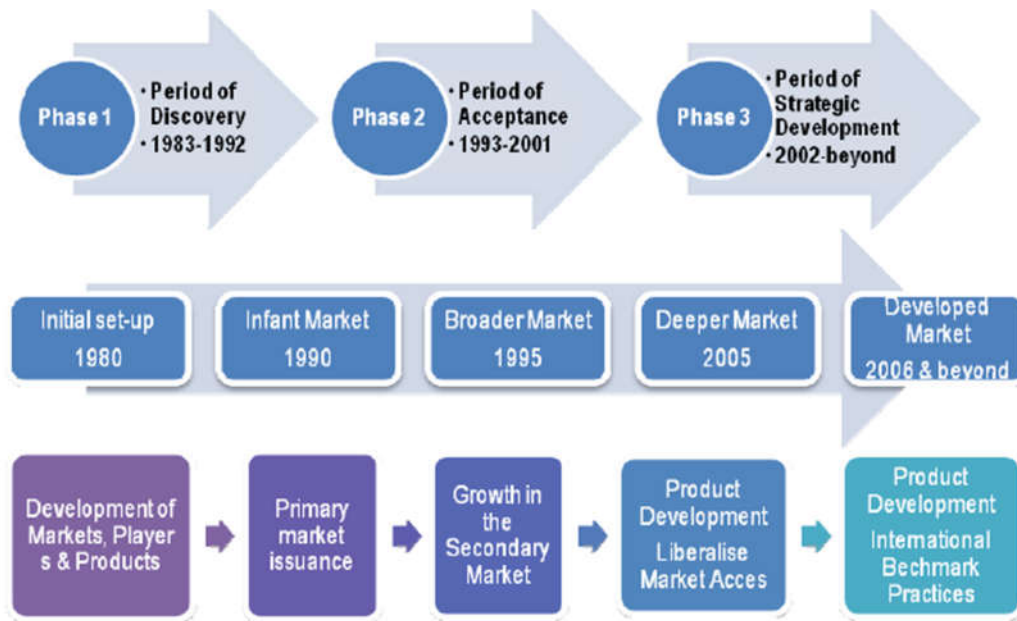 Phase 1
• Period of
Discovery
• 1983-1992
Phase 2
• Period of
Acceptance
• 1993-2001
Phase 3
• Period of
Strategic
Development
• 2002-beyond
Initial set-up
1980
Infant Market
1990
Broader Market
1995
Deeper Market
2005
Developed
Market
2006 & beyond
Development of
Markets, Player
s & Products
Primary
market
issuance
Growth in
the
Secondary
Market
Product
Development
Liberalise
Market Acces
Product
Development
International
Bechmark
Practices